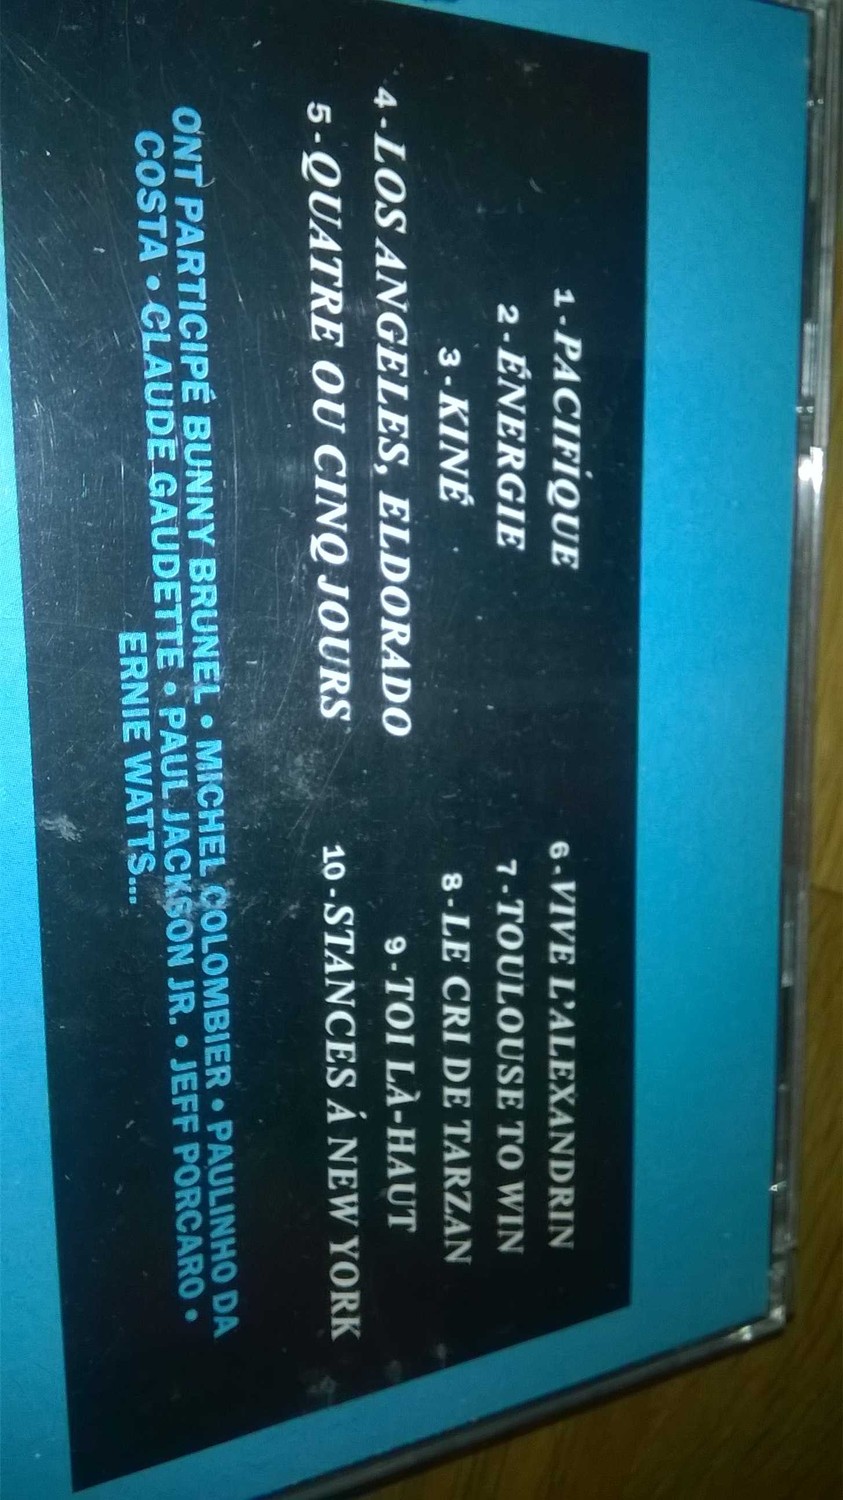 1 - PACIFÍQUE
2 - ÉNERGIE
3 - KINÉ
4 - LOS ANGELES, ELDORADO
5 - QUATRE OU CINQ JOURS
6 - VIVE L'ALEXANDRIN
7 - TOULOUSE TO WIN
8 - LE CRI DE TARZAN
9 - TOI LÀ-HAUT
10 - STANCES Á NEW YORK
ONT PARTICIPÉ BUNNY BRUNEL • MICHEL COLOMBIER • PAULINHO DA
COSTA • CLAUDE GAUDETTE • PAUL JACKSON JR. • JEFF PORCARO •
ERNIE WATTS...